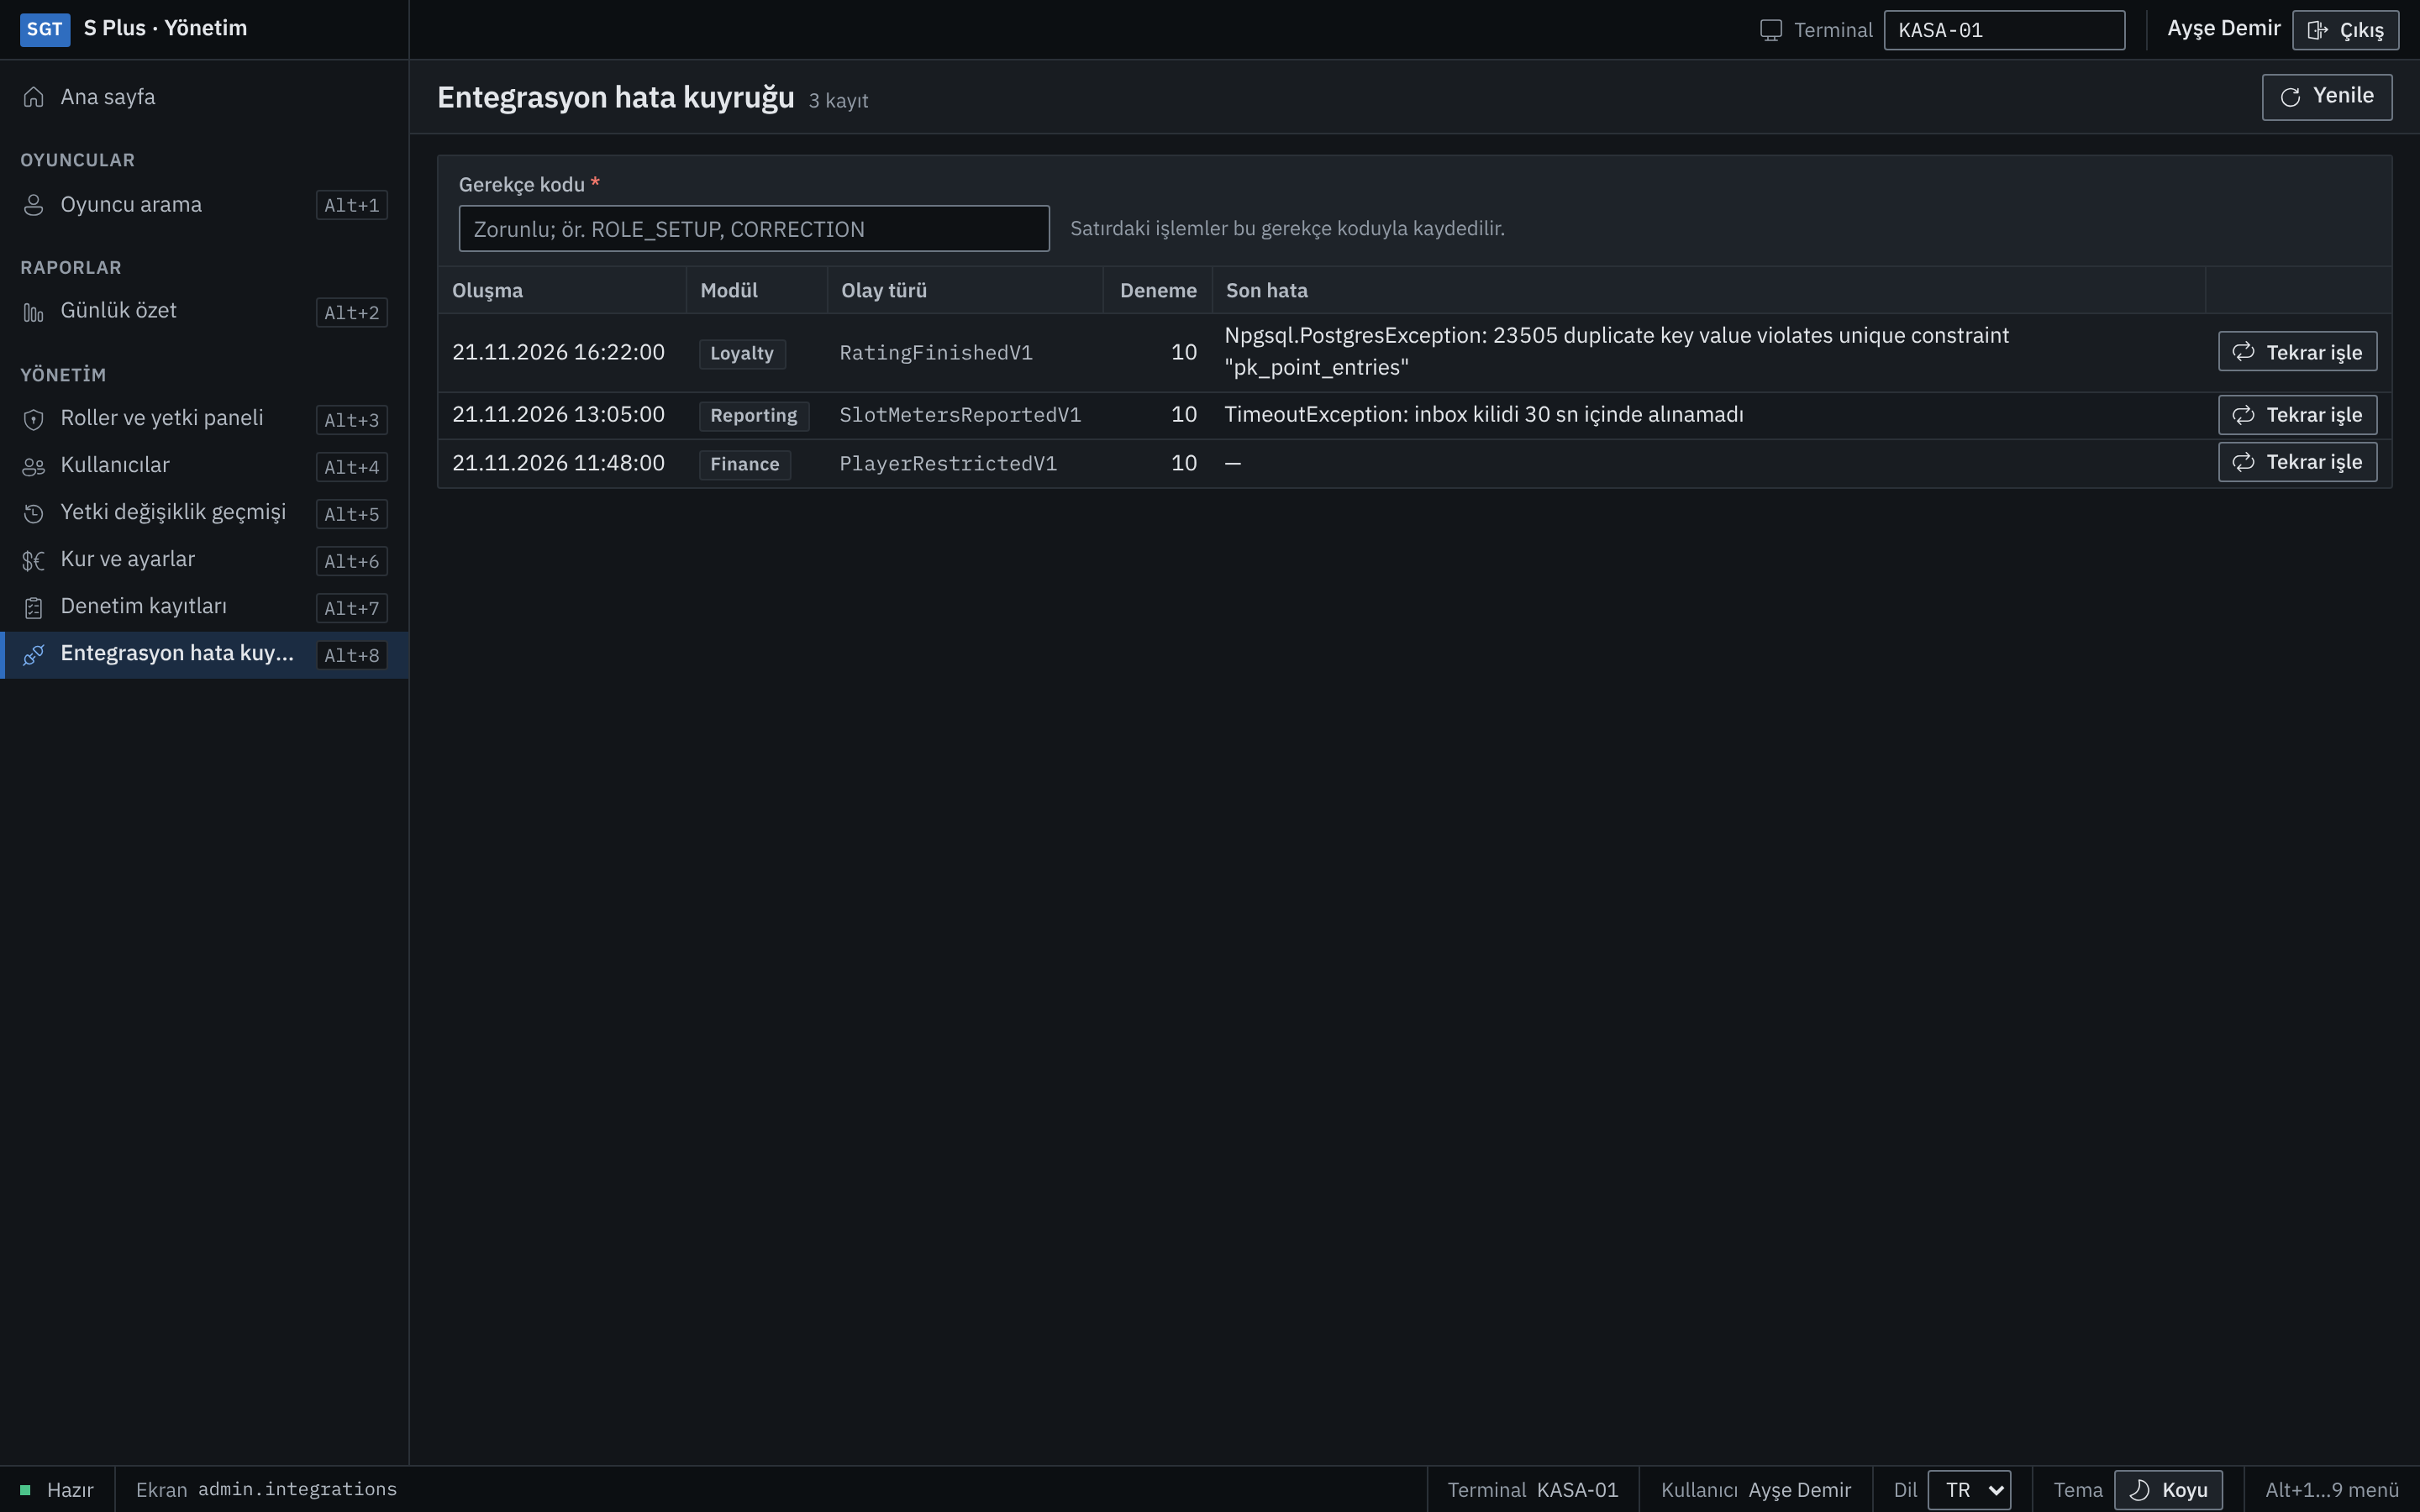 SGT S Plus · Yönetim
Terminal KASA-01 Ayşe Demir Çıkış
Ana sayfa
OYUNCULAR
Oyuncu arama Alt+1
RAPORLAR
Günlük özet Alt+2
YÖNETİM
Roller ve yetki paneli Alt+3
Kullanıcılar Alt+4
Yetki değişiklik geçmişi Alt+5
Kur ve ayarlar Alt+6
Denetim kayıtları Alt+7
Entegrasyon hata kuy... Alt+8
Entegrasyon hata kuyruğu 3 kayıt Yenile
Gerekçe kodu *
Zorunlu; ör. ROLE_SETUP, CORRECTION Satırdaki işlemler bu gerekçe koduyla kaydedilir.
Oluşma Modül Olay türü Deneme Son hata
21.11.2026 16:22:00 Loyalty RatingFinishedV1 10 Npgsql.PostgresException: 23505 duplicate key value violates unique constraint
"pk_point_entries" Tekrar işle
21.11.2026 13:05:00 Reporting SlotMetersReportedV1 10 TimeoutException: inbox kilidi 30 sn içinde alınamadı Tekrar işle
21.11.2026 11:48:00 Finance PlayerRestrictedV1 10 — Tekrar işle
Hazır Ekran admin.integrations Terminal KASA-01 Kullanıcı Ayşe Demir Dil TR Tema Koyu Alt+1...9 menü